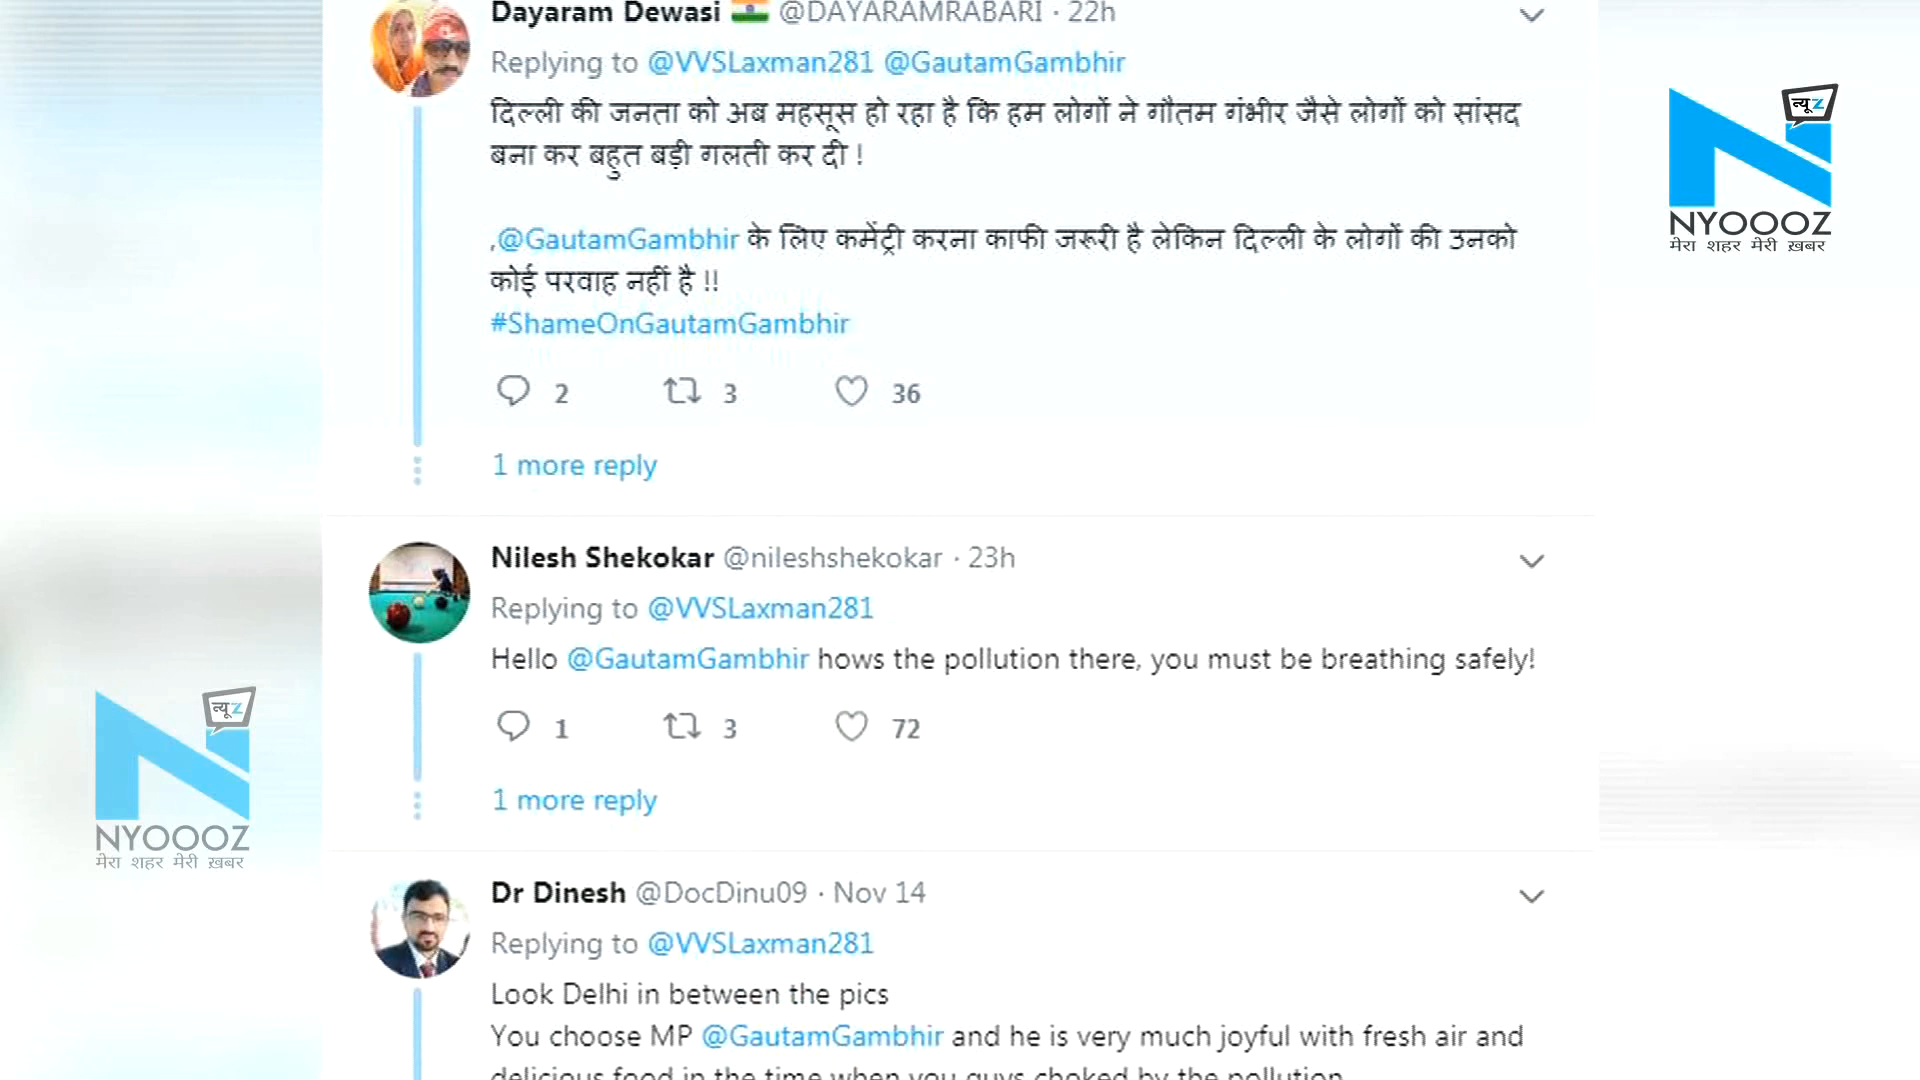 Dayaram Dewasi @DAYARAMRABARI · 22h
Replying to @VVSLaxman281 @GautamGambhir
दिल्ली की जनता को अब महसूस हो रहा है कि हम लोगों ने गौतम गंभीर जैसे लोगों को सांसद
बना कर बहुत बड़ी गलती कर दी !
,@GautamGambhir के लिए कमेंट्री करना काफी जरूरी है लेकिन दिल्ली के लोगों की उनको
कोई परवाह नहीं है !!
#ShameOnGautamGambhir
2 3 36
1 more reply
Nilesh Shekokar @nileshshekokar · 23h
Replying to @VVSLaxman281
Hello @GautamGambhir hows the pollution there, you must be breathing safely!
1 3 72
1 more reply
Dr Dinesh @DocDinu09 · Nov 14
Replying to @VVSLaxman281
Look Delhi in between the pics
You choose MP @GautamGambhir and he is very much joyful with fresh air and
delicious food in the time when you guys choked by the pollution
न्यूZ
NYOOOZ
मेरा शहर मेरी ख़बर
न्यूZ
NYOOOZ
मेरा शहर मेरी ख़बर